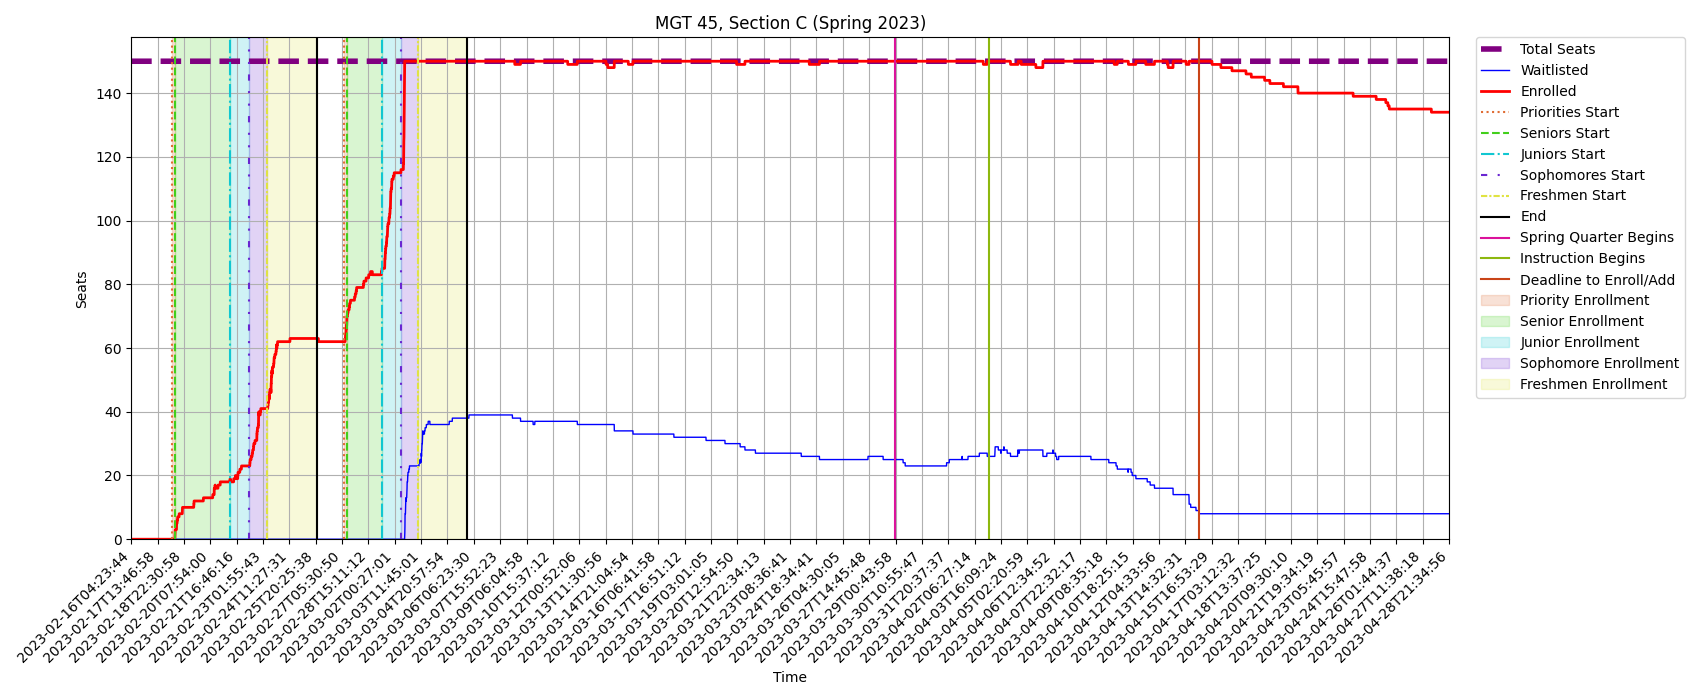 MGT 45, Section C (Spring 2023)
Seats
140
120
100
80
60
40
20
0
2023-02-16T04:23:44
2023-02-17T13:46:58
2023-02-18T22:30:58
2023-02-20T07:54:00
2023-02-21T16:46:16
2023-02-23T01:55:43
2023-02-24T11:27:31
2023-02-25T20:25:38
2023-02-27T05:30:50
2023-02-28T15:11:12
2023-03-02T00:27:01
2023-03-03T11:45:01
2023-03-04T20:57:54
2023-03-06T06:23:30
2023-03-07T15:52:23
2023-03-09T06:04:58
2023-03-10T15:37:12
2023-03-12T00:52:06
2023-03-13T11:30:56
2023-03-14T21:04:54
2023-03-16T06:41:58
2023-03-17T16:51:12
2023-03-19T03:01:05
2023-03-20T12:54:50
2023-03-21T22:34:13
2023-03-23T08:36:41
2023-03-24T18:34:41
2023-03-26T04:30:05
2023-03-27T14:45:48
2023-03-29T00:43:58
2023-03-30T10:55:47
2023-03-31T20:37:37
2023-04-02T06:27:14
2023-04-03T16:09:24
2023-04-05T02:20:59
2023-04-06T12:34:52
2023-04-07T22:32:17
2023-04-09T08:35:18
2023-04-10T18:25:15
2023-04-12T04:33:56
2023-04-13T14:32:31
2023-04-15T16:53:29
2023-04-17T03:12:32
2023-04-18T13:37:25
2023-04-20T09:30:10
2023-04-21T19:34:19
2023-04-23T05:45:57
2023-04-24T15:47:58
2023-04-26T01:44:37
2023-04-27T11:38:18
2023-04-28T21:34:56
Time
Total Seats
Waitlisted
Enrolled
Priorities Start
Seniors Start
Juniors Start
Sophomores Start
Freshmen Start
End
Spring Quarter Begins
Instruction Begins
Deadline to Enroll/Add
Priority Enrollment
Senior Enrollment
Junior Enrollment
Sophomore Enrollment
Freshmen Enrollment